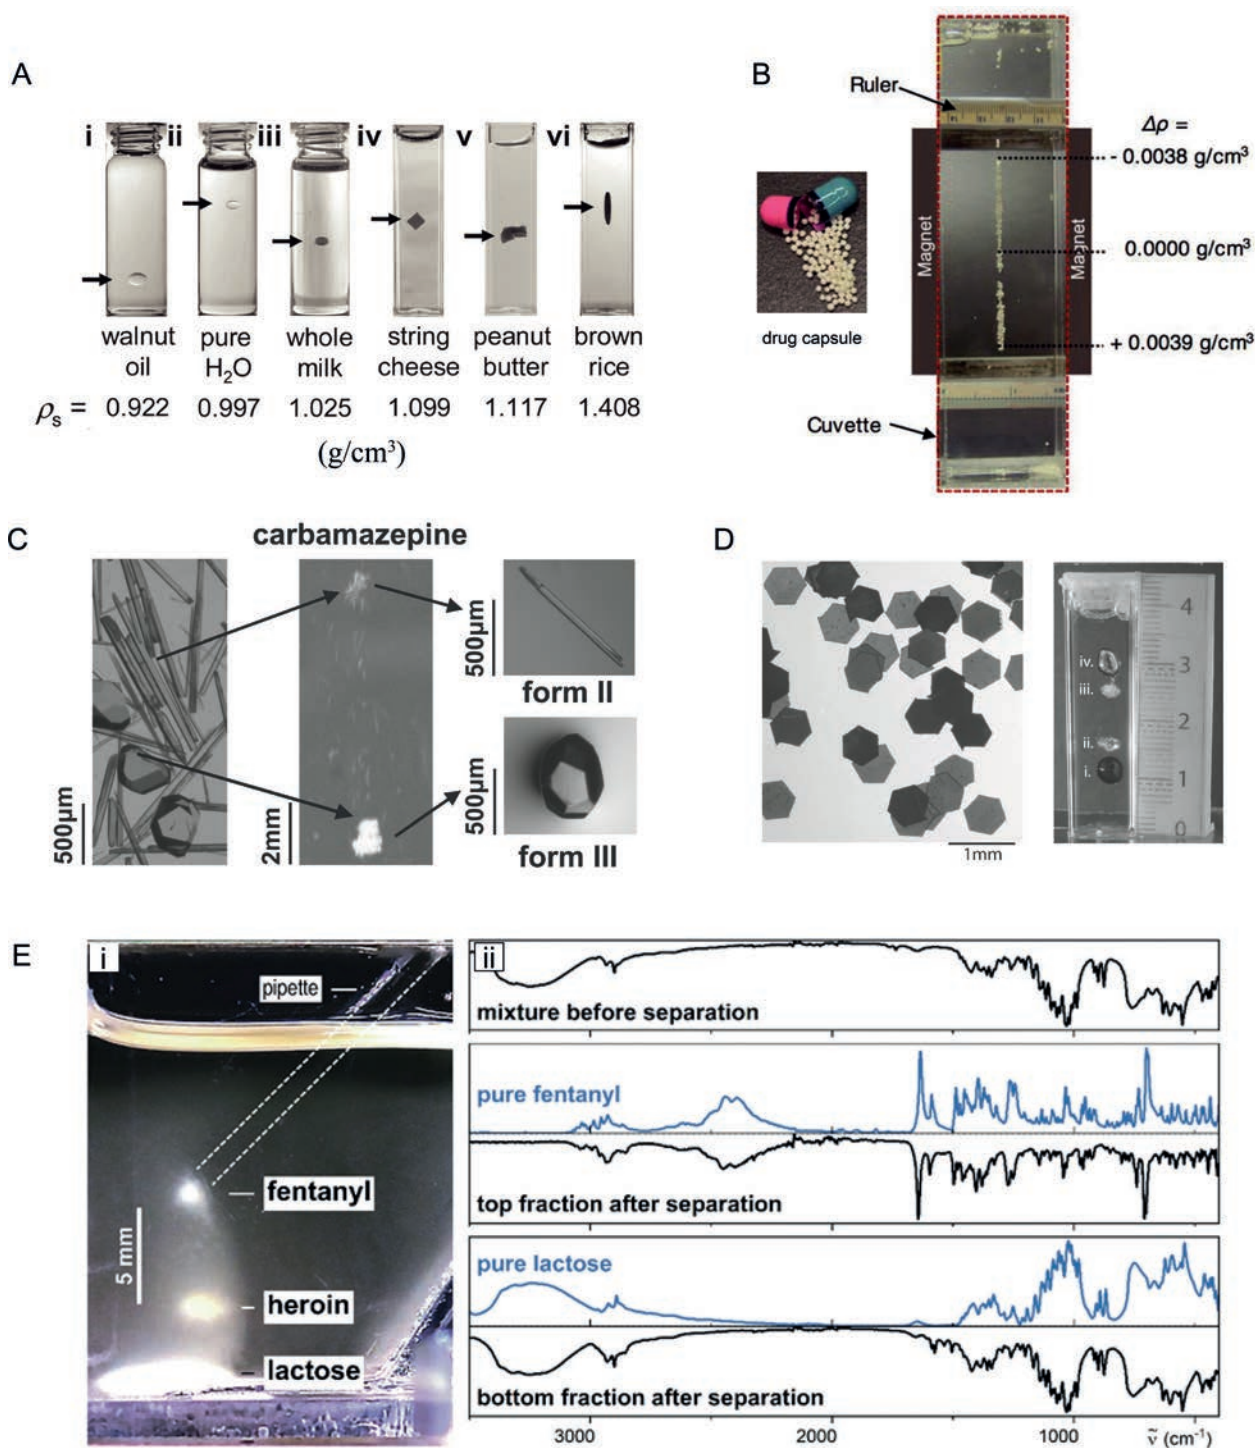 A
i ii iii iv v vi
walnut oil
pure H₂O
whole milk
string cheese
peanut butter
brown rice
ρs = 0.922 0.997 1.025 1.099 1.117 1.408
(g/cm³)
B
Ruler
Δρ =
- 0.0038 g/cm³
0.0000 g/cm³
+ 0.0039 g/cm³
Magnet
Magnet
drug capsule
Cuvette
C
carbamazepine
500µm
2mm
500µm
form II
500µm
form III
D
1mm
iv.
iii.
ii.
i.
4
3
2
1
0
E
i
pipette
fentanyl
heroin
lactose
5 mm
ii
mixture before separation
pure fentanyl
top fraction after separation
pure lactose
bottom fraction after separation
3000 2000 1000 ṽ (cm⁻¹)